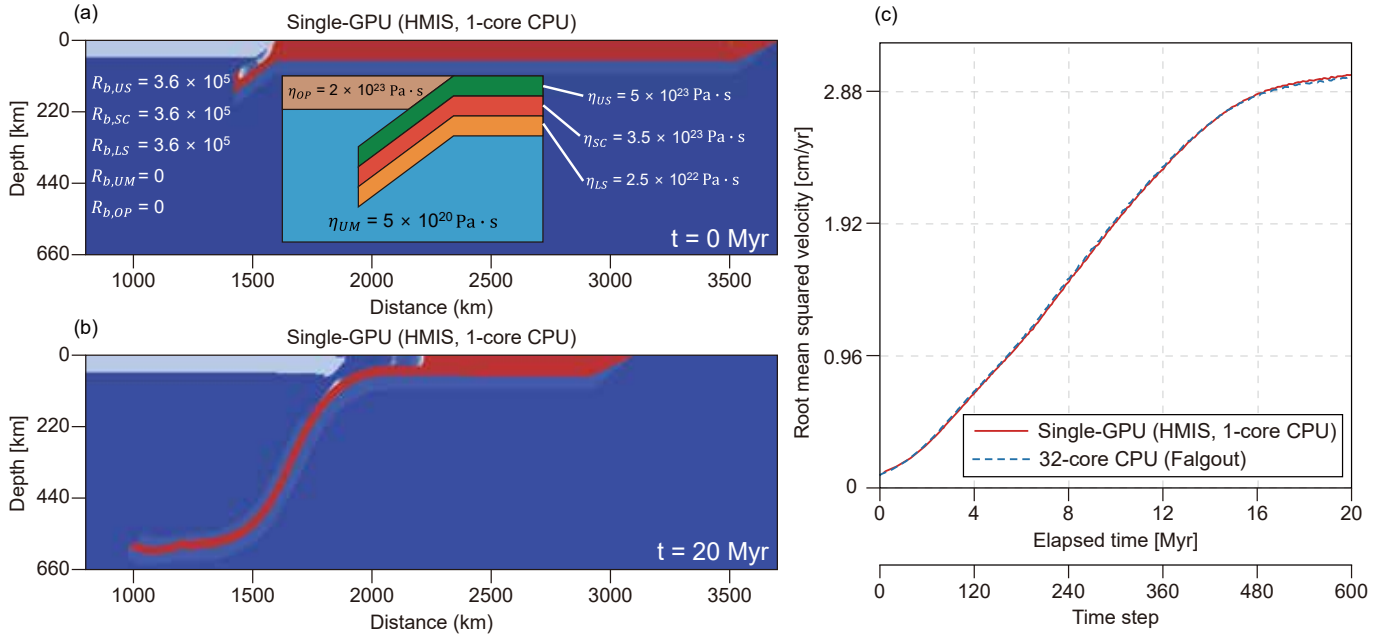 (a)
Single-GPU (HMIS, 1-core CPU)
0
220
440
660
Depth [km]
R_{b,US} = 3.6 × 10^5
R_{b,SC} = 3.6 × 10^5
R_{b,LS} = 3.6 × 10^5
R_{b,UM} = 0
R_{b,OP} = 0
η_{OP} = 2 × 10^{23} Pa · s
η_{US} = 5 × 10^{23} Pa · s
η_{SC} = 3.5 × 10^{23} Pa · s
η_{LS} = 2.5 × 10^{22} Pa · s
η_{UM} = 5 × 10^{20} Pa · s
t = 0 Myr
1000 1500 2000 2500 3000 3500
Distance (km)
(b)
Single-GPU (HMIS, 1-core CPU)
0
220
440
660
Depth [km]
t = 20 Myr
1000 1500 2000 2500 3000 3500
Distance (km)
(c)
2.88
1.92
0.96
0
Root mean squared velocity [cm/yr]
Single-GPU (HMIS, 1-core CPU)
32-core CPU (Falgout)
0 4 8 12 16 20
Elapsed time [Myr]
0 120 240 360 480 600
Time step